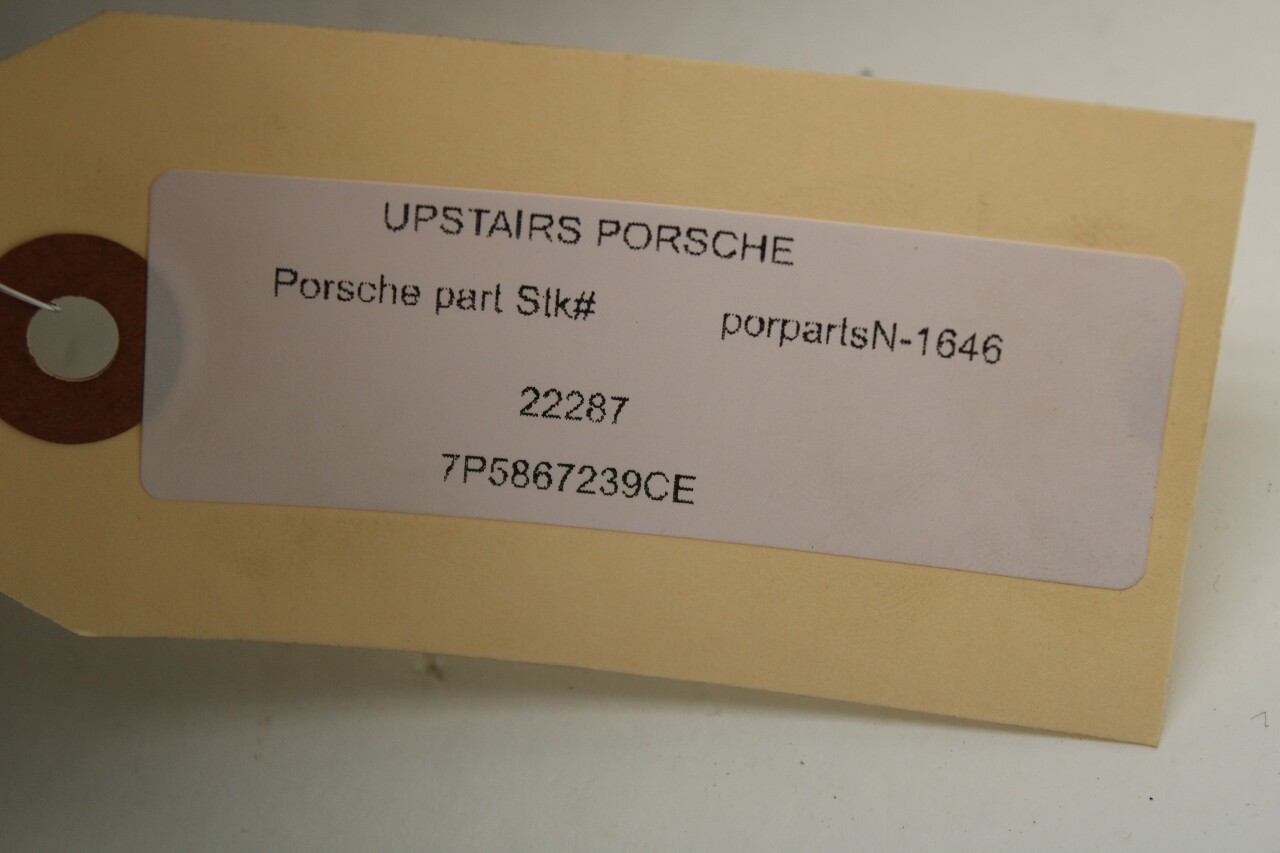 UPSTAIRS PORSCHE
Porsche part Stk# porpartsN-1646
22287
7P5867239CE